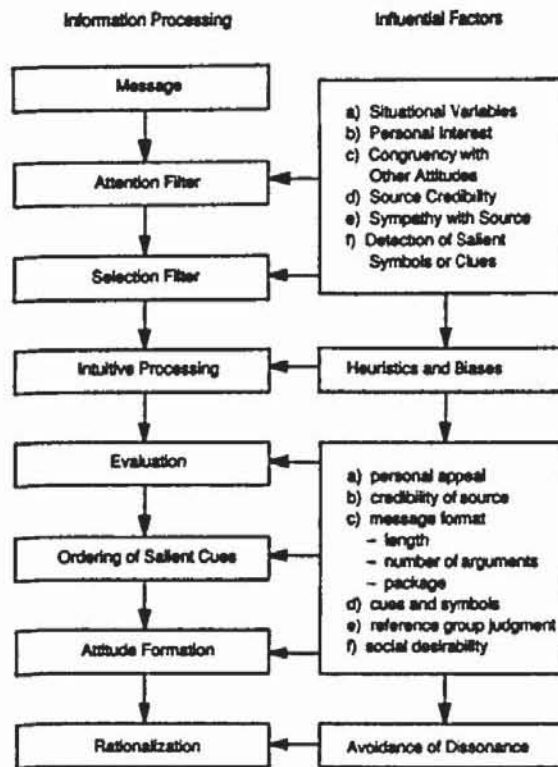 Information Processing
Influential Factors
Message
Attention Filter
Selection Filter
Intuitive Processing
Evaluation
Ordering of Salient Cues
Attitude Formation
Rationalization
a) Situational Variables
b) Personal Interest
c) Congruency with
Other Attitudes
d) Source Credibility
e) Sympathy with Source
f) Detection of Salient
Symbols or Clues
Heuristics and Biases
a) personal appeal
b) credibility of source
c) message format
– length
– number of arguments
– package
d) cues and symbols
e) reference group judgment
f) social desirability
Avoidance of Dissonance